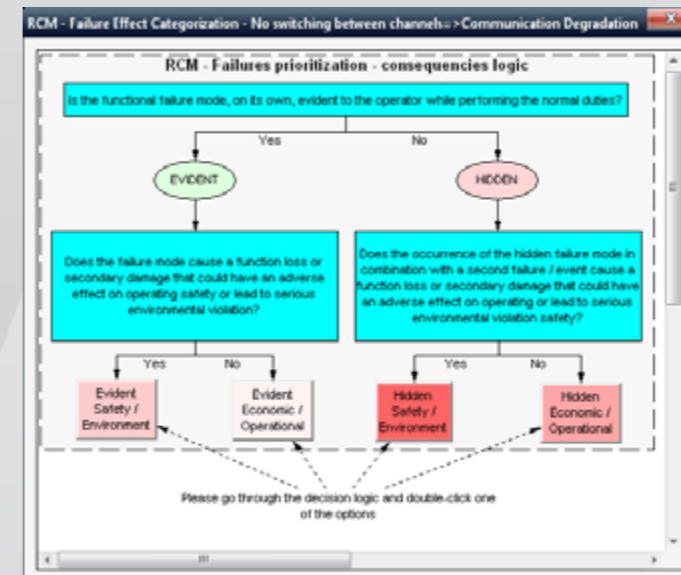 RCM - Failure Effect Categorization - No switching between channels=>Communication Degradation
RCM - Failures prioritization - consequencies logic
Is the functional failure mode, on its own, evident to the operator while performing the normal duties?
Yes
No
EVIDENT
HIDDEN
Does the failure mode cause a function loss or
secondary damage that could have an adverse
effect on operating safety or lead to serious
environmental violation?
Does the occurrence of the hidden failure mode in
combination with a second failure / event cause a
function loss or secondary damage that could have
an adverse effect on operating or lead to serious
environmental violation safety?
Yes
No
Yes
No
Evident
Safety /
Environment
Evident
Economic /
Operational
Hidden
Safety /
Environment
Hidden
Economic /
Operational
Please go through the decision logic and double-click one
of the options